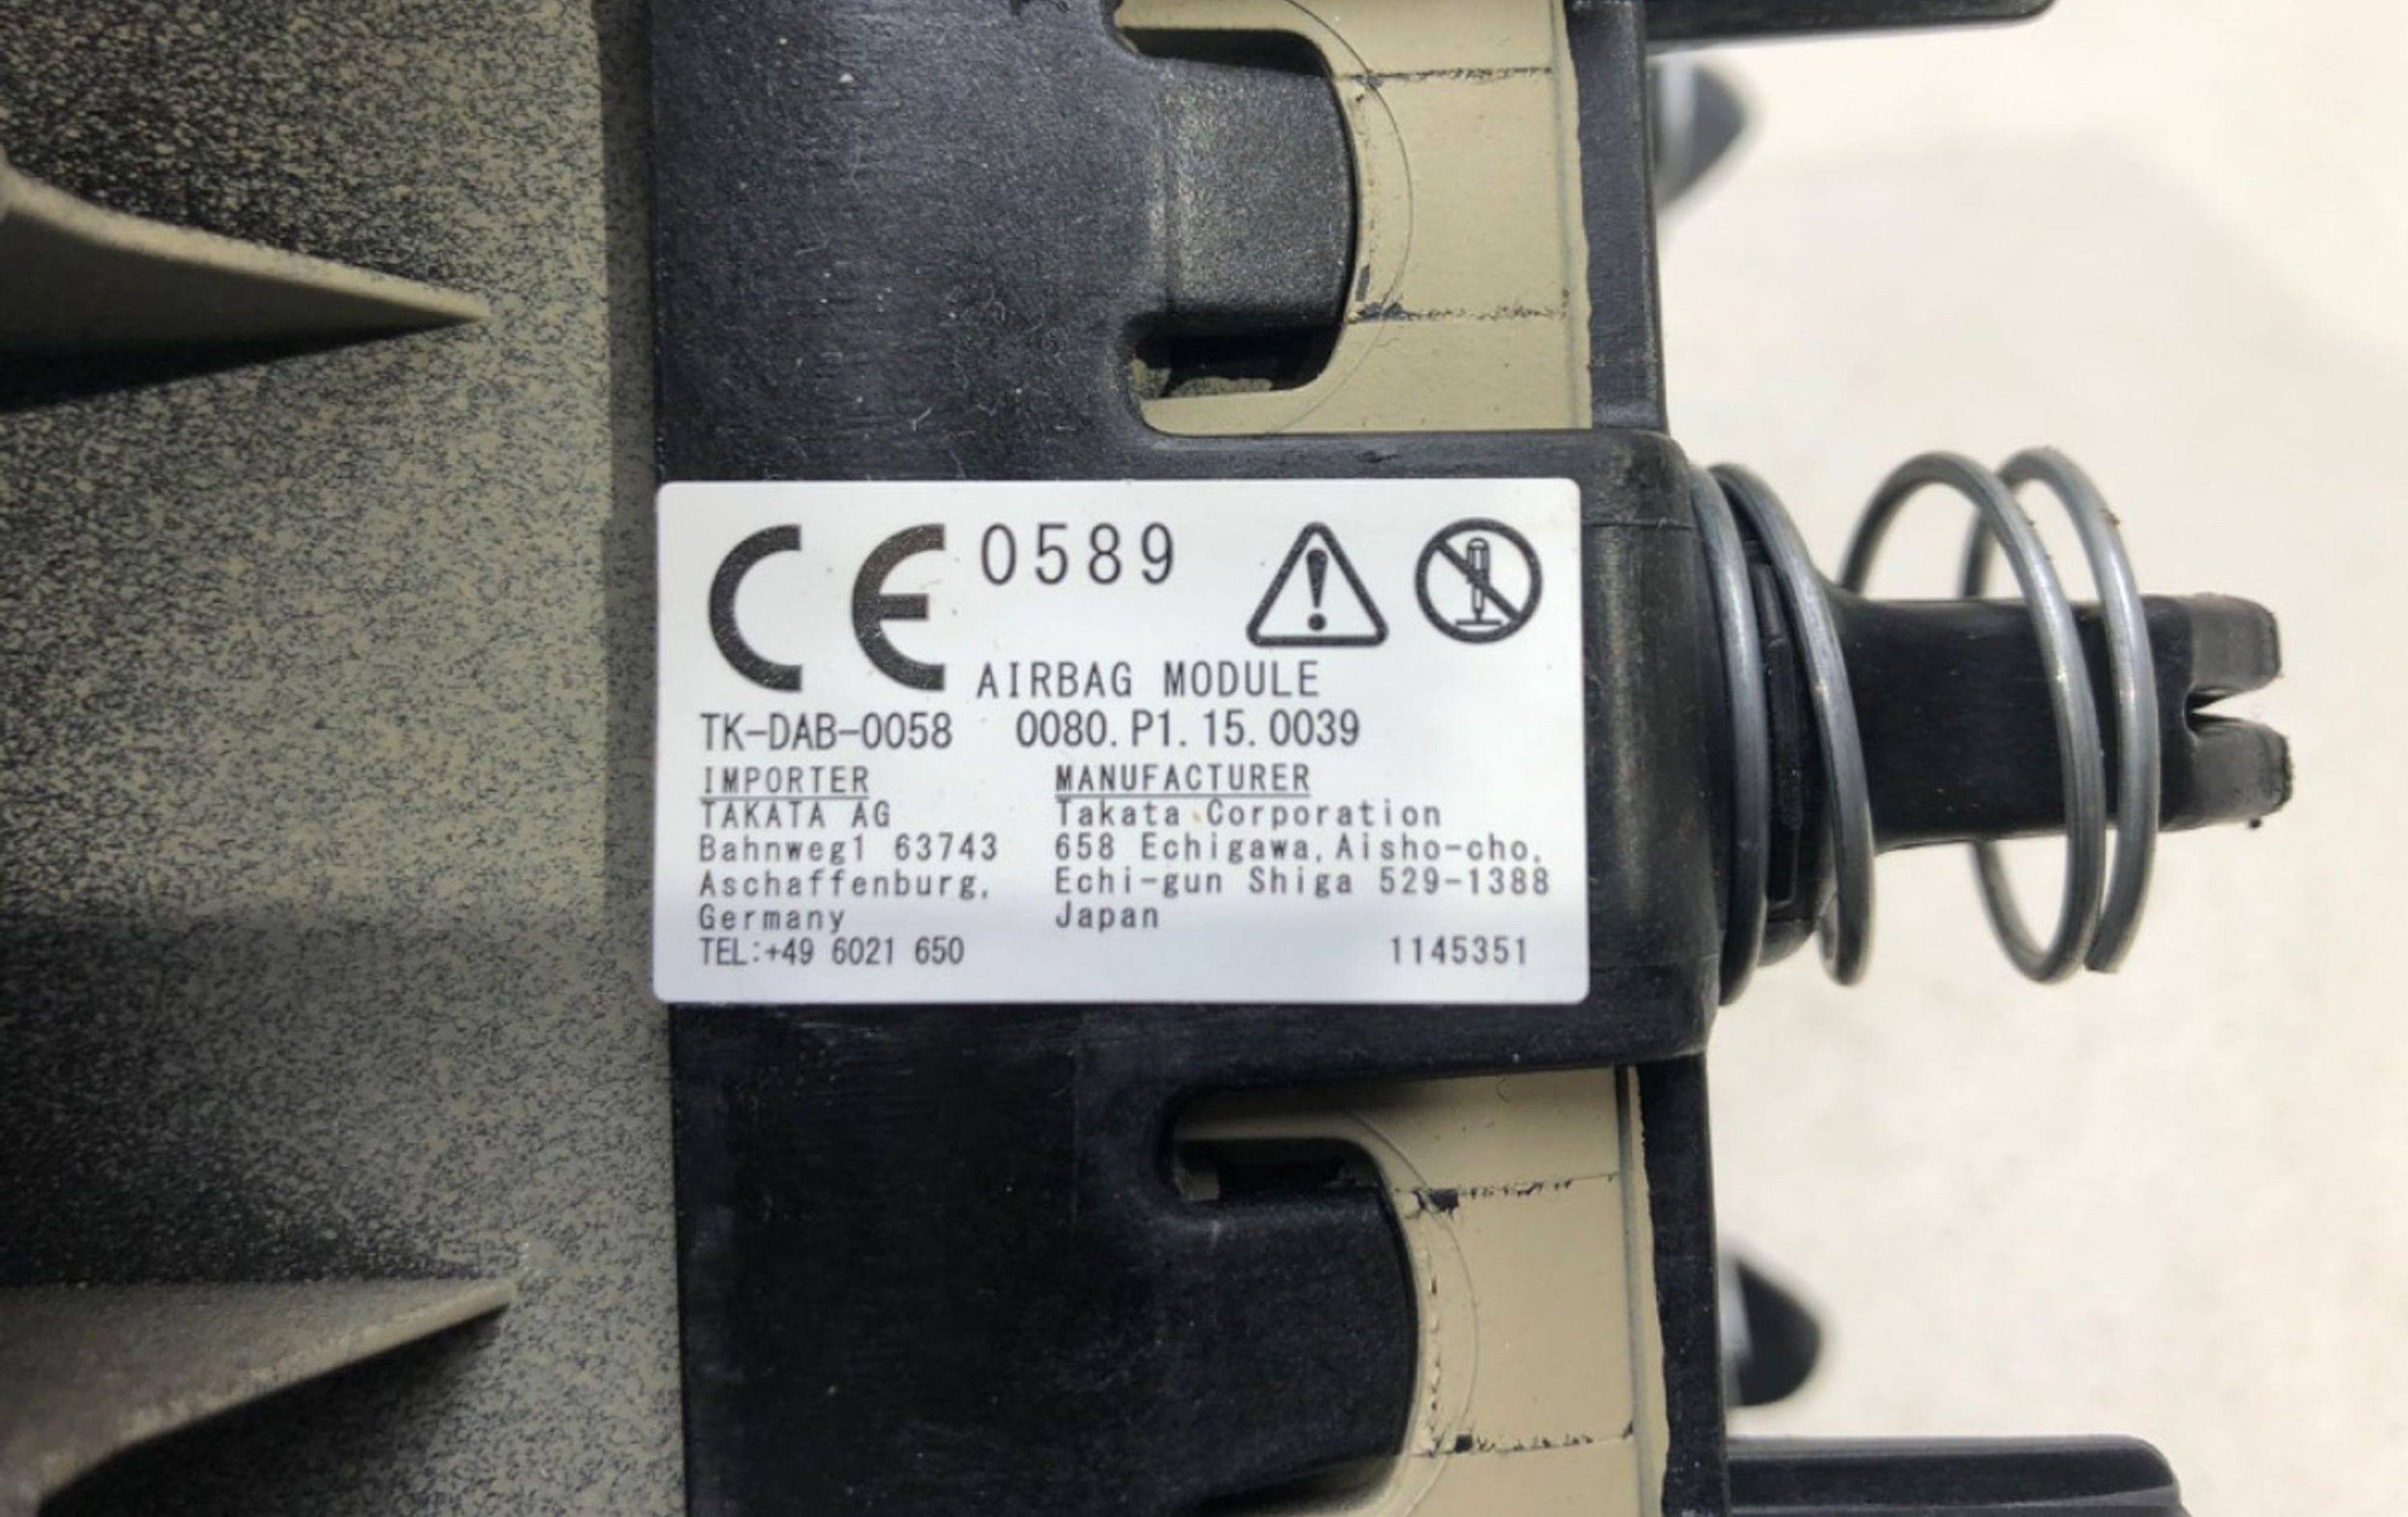 CE 0589
AIRBAG MODULE
TK-DAB-0058 0080.P1.15.0039
IMPORTER
TAKATA AG
Bahnweg1 63743
Aschaffenburg,
Germany
TEL:+49 6021 650
MANUFACTURER
Takata Corporation
658 Echigawa,Aisho-cho,
Echi-gun Shiga 529-1388
Japan
1145351